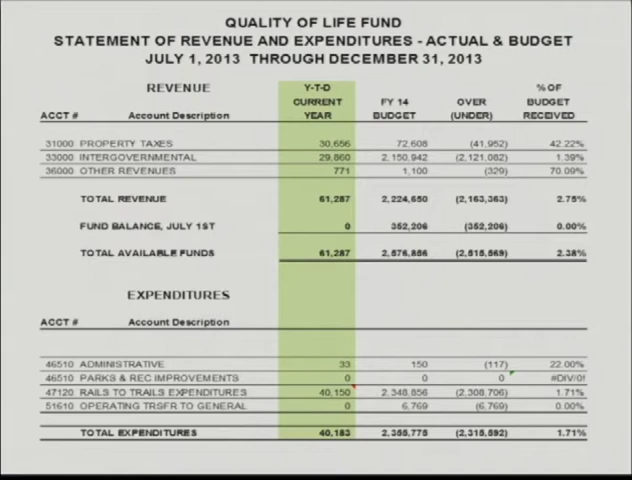 QUALITY OF LIFE FUND
STATEMENT OF REVENUE AND EXPENDITURES - ACTUAL & BUDGET
JULY 1, 2013 THROUGH DECEMBER 31, 2013
REVENUE Y-T-D % OF
CURRENT FY 14 OVER BUDGET
ACCT # Account Description YEAR BUDGET (UNDER) RECEIVED
31000 PROPERTY TAXES 30,656 72,608 (41,952) 42.22%
33000 INTERGOVERNMENTAL 29,860 2,150,942 (2,121,082) 1.39%
36000 OTHER REVENUES 771 1,100 (329) 70.09%
TOTAL REVENUE 61,287 2,224,650 (2,163,363) 2.75%
FUND BALANCE, JULY 1ST 0 352,206 (352,206) 0.00%
TOTAL AVAILABLE FUNDS 61,287 2,576,856 (2,515,569) 2.38%
EXPENDITURES
ACCT # Account Description
46510 ADMINISTRATIVE 33 150 (117) 22.00%
46510 PARKS & REC IMPROVEMENTS 0 0 0 #DIV/0!
47120 RAILS TO TRAILS EXPENDITURES 40,150 2,348,856 (2,308,706) 1.71%
51610 OPERATING TRSFR TO GENERAL 0 6,769 (6,769) 0.00%
TOTAL EXPENDITURES 40,183 2,355,775 (2,315,592) 1.71%